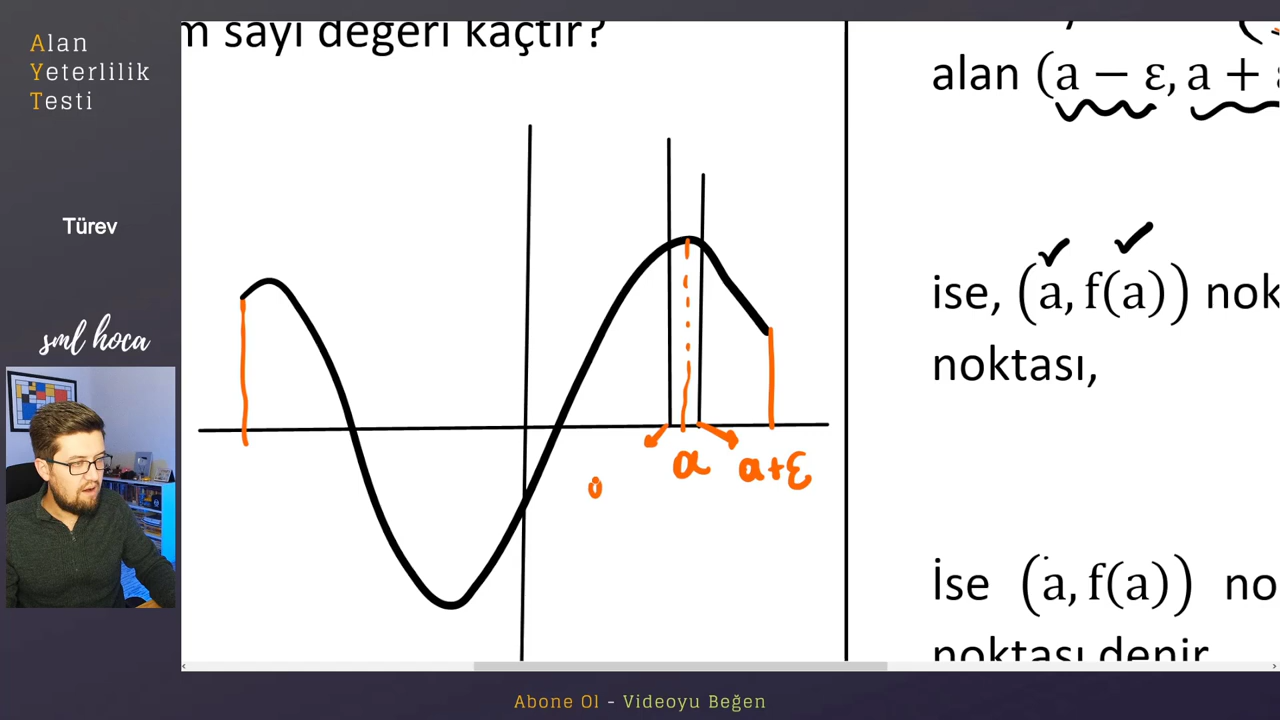 Alan
Yeterlilik
Testi
Türev
sml hoca
m sayı değeri kaçtır?
a
a+ε
alan (a − ε, a +
ise, (a, f(a)) nok
noktası,
İse (a, f(a)) no
noktası denir
Abone Ol - Videoyu Beğen